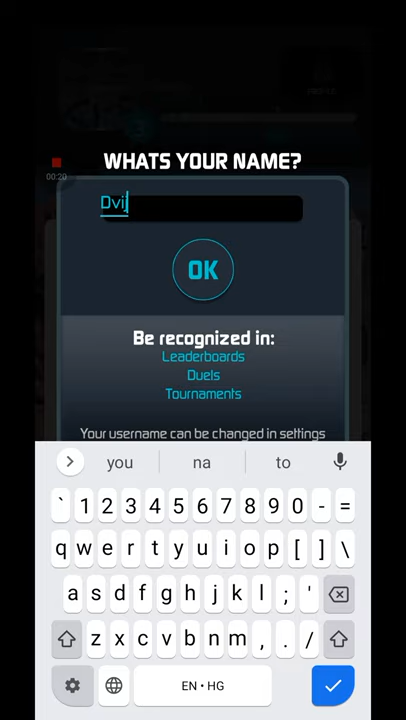 00:20
WHATS YOUR NAME?
Dvij
OK
Be recognized in:
Leaderboards
Duels
Tournaments
Your username can be changed in settings
you na to
` 1 2 3 4 5 6 7 8 9 0 - =
q w e r t y u i o p [ ] \
a s d f g h j k l ; '
z x c v b n m , . /
EN • HG